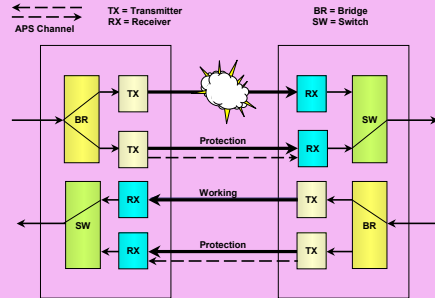 TX = Transmitter
BR = Bridge
APS Channel
RX = Receiver
SW = Switch
TX
RX
BR
SW
Protection
TX
RX
Working
RX
TX
SW
BR
Protection
RX
TX